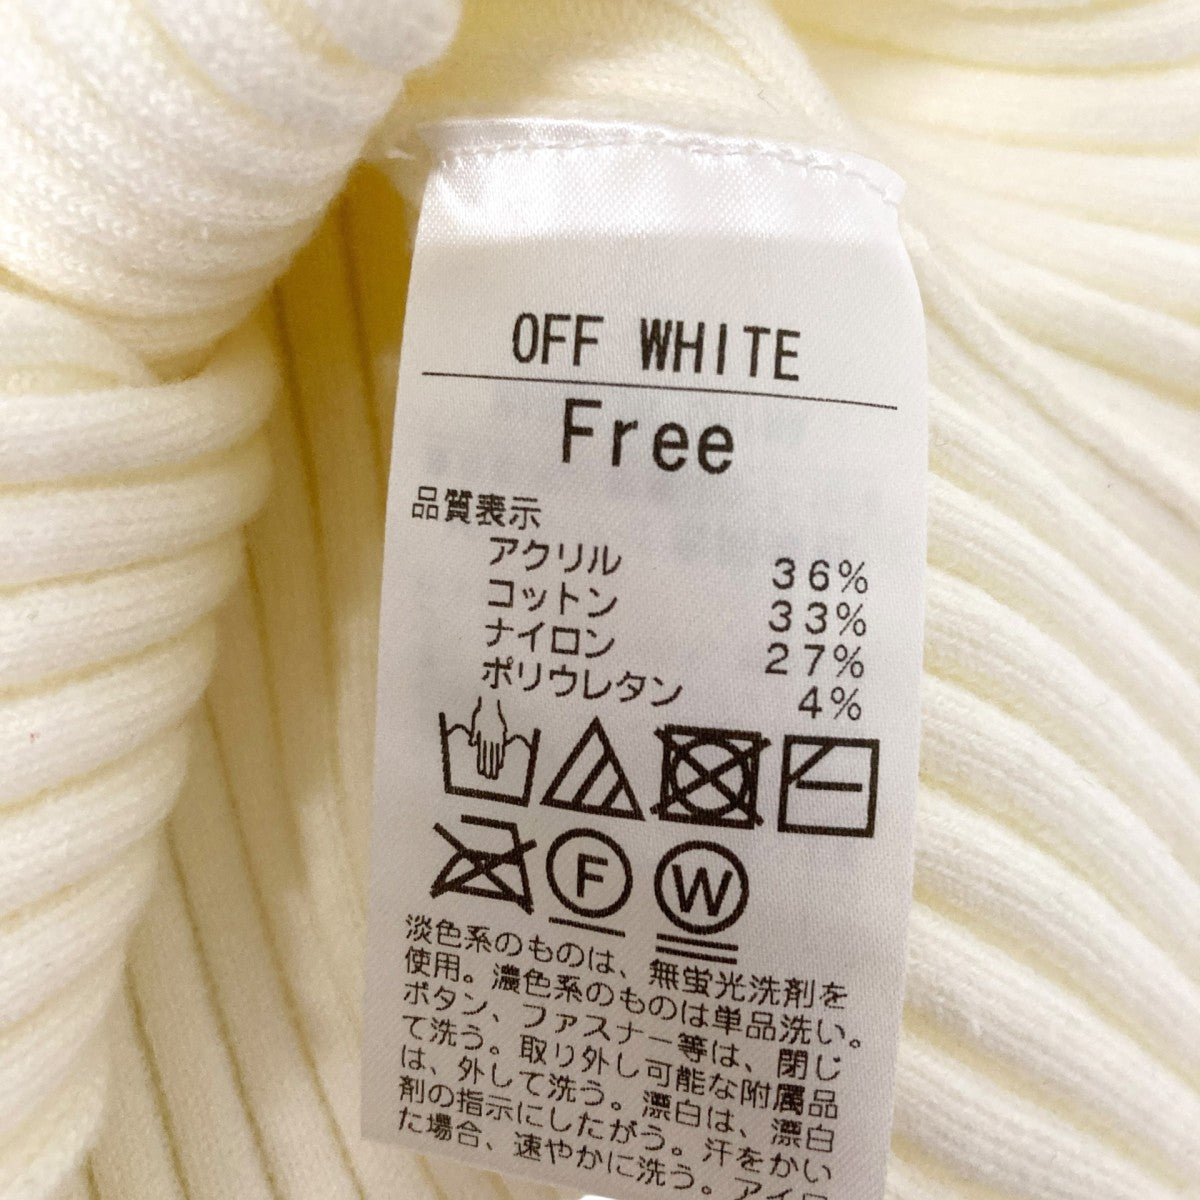 OFF WHITE
Free
品質表示
アクリル 36%
コットン 33%
ナイロン 27%
ポリウレタン 4%
F W
淡色系のものは、無蛍光洗剤を
使用。濃色系のものは単品洗い。
ボタン、ファスナー等は、閉じ
て洗う。取り外し可能な附属品
は、外して洗う。漂白は、漂白
剤の指示にしたがう。汗をかい
た場合、速やかに洗う。アイロ